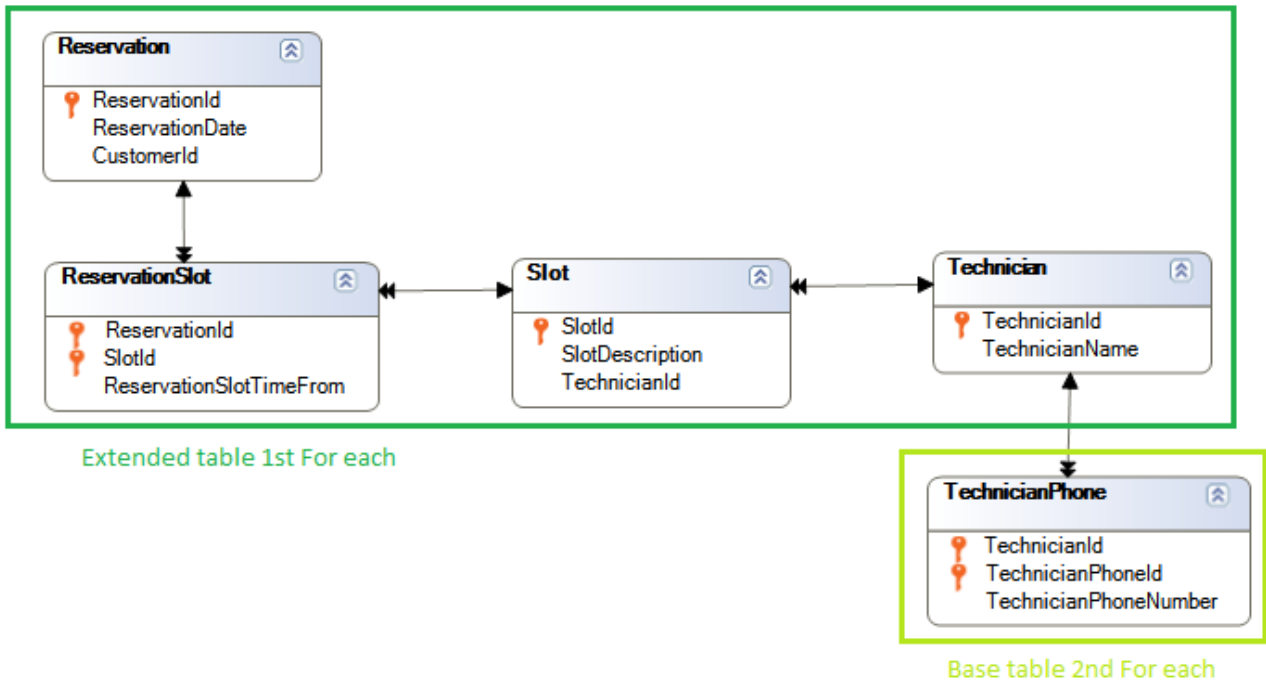 Reservation
ReservationId
ReservationDate
CustomerId
ReservationSlot
ReservationId
SlotId
ReservationSlotTimeFrom
Slot
SlotId
SlotDescription
TechnicianId
Technician
TechnicianId
TechnicianName
Extended table 1st For each
TechnicianPhone
TechnicianId
TechnicianPhoneId
TechnicianPhoneNumber
Base table 2nd For each